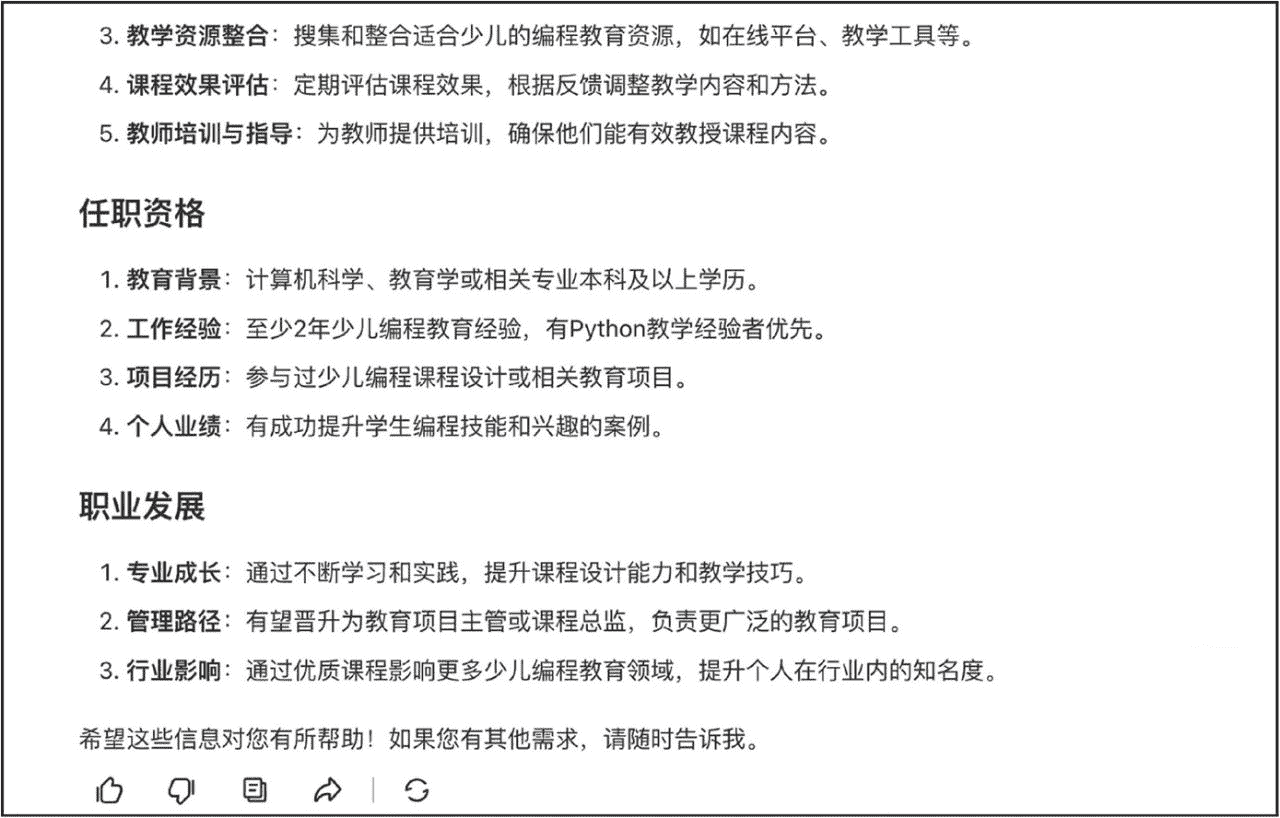 3. 教学资源整合：搜集和整合适合少儿的编程教育资源，如在线平台、教学工具等。
4. 课程效果评估：定期评估课程效果，根据反馈调整教学内容和方法。
5. 教师培训与指导：为教师提供培训，确保他们能有效教授课程内容。
任职资格
1. 教育背景：计算机科学、教育学或相关专业本科及以上学历。
2. 工作经验：至少2年少儿编程教育经验，有Python教学经验者优先。
3. 项目经历：参与过少儿编程课程设计或相关教育项目。
4. 个人业绩：有成功提升学生编程技能和兴趣的案例。
职业发展
1. 专业成长：通过不断学习和实践，提升课程设计能力和教学技巧。
2. 管理路径：有望晋升为教育项目主管或课程总监，负责更广泛的教育项目。
3. 行业影响：通过优质课程影响更多少儿编程教育领域，提升个人在行业内的知名度。
希望这些信息对您有所帮助！如果您有其他需求，请随时告诉我。